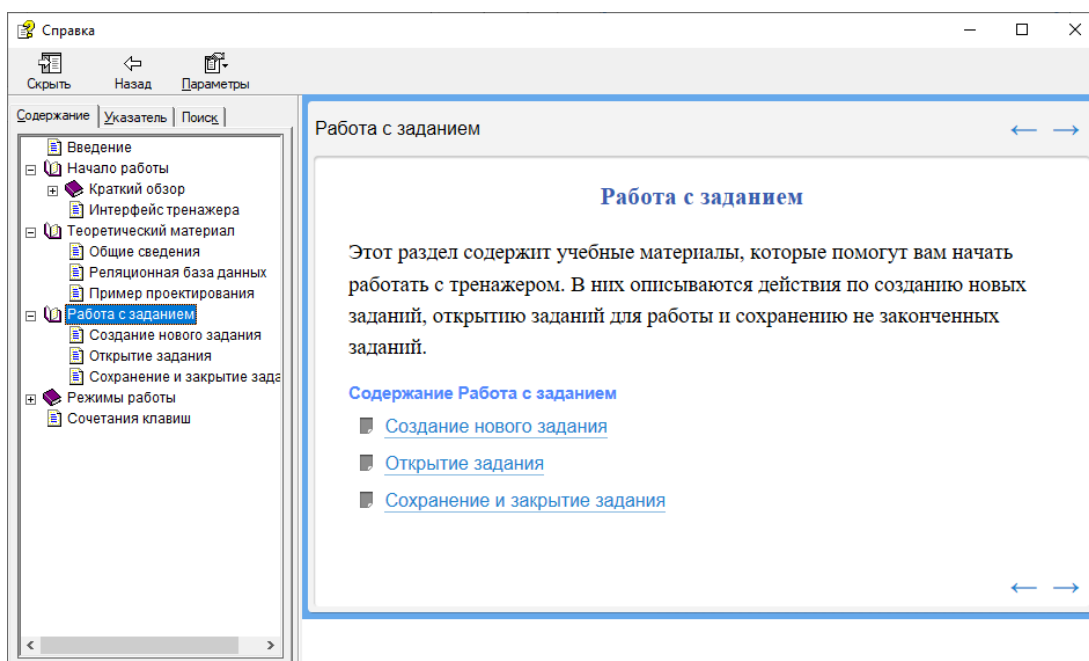 Справка
Скрыть Назад Параметры
Содержание Указатель Поиск
Введение
Начало работы
Краткий обзор
Интерфейс тренажера
Теоретический материал
Общие сведения
Реляционная база данных
Пример проектирования
Работа с заданием
Создание нового задания
Открытие задания
Сохранение и закрытие зада
Режимы работы
Сочетания клавиш
Работа с заданием
Работа с заданием
Этот раздел содержит учебные материалы, которые помогут вам начать
работать с тренажером. В них описываются действия по созданию новых
заданий, открытию заданий для работы и сохранению не законченных
заданий.
Содержание Работа с заданием
Создание нового задания
Открытие задания
Сохранение и закрытие задания